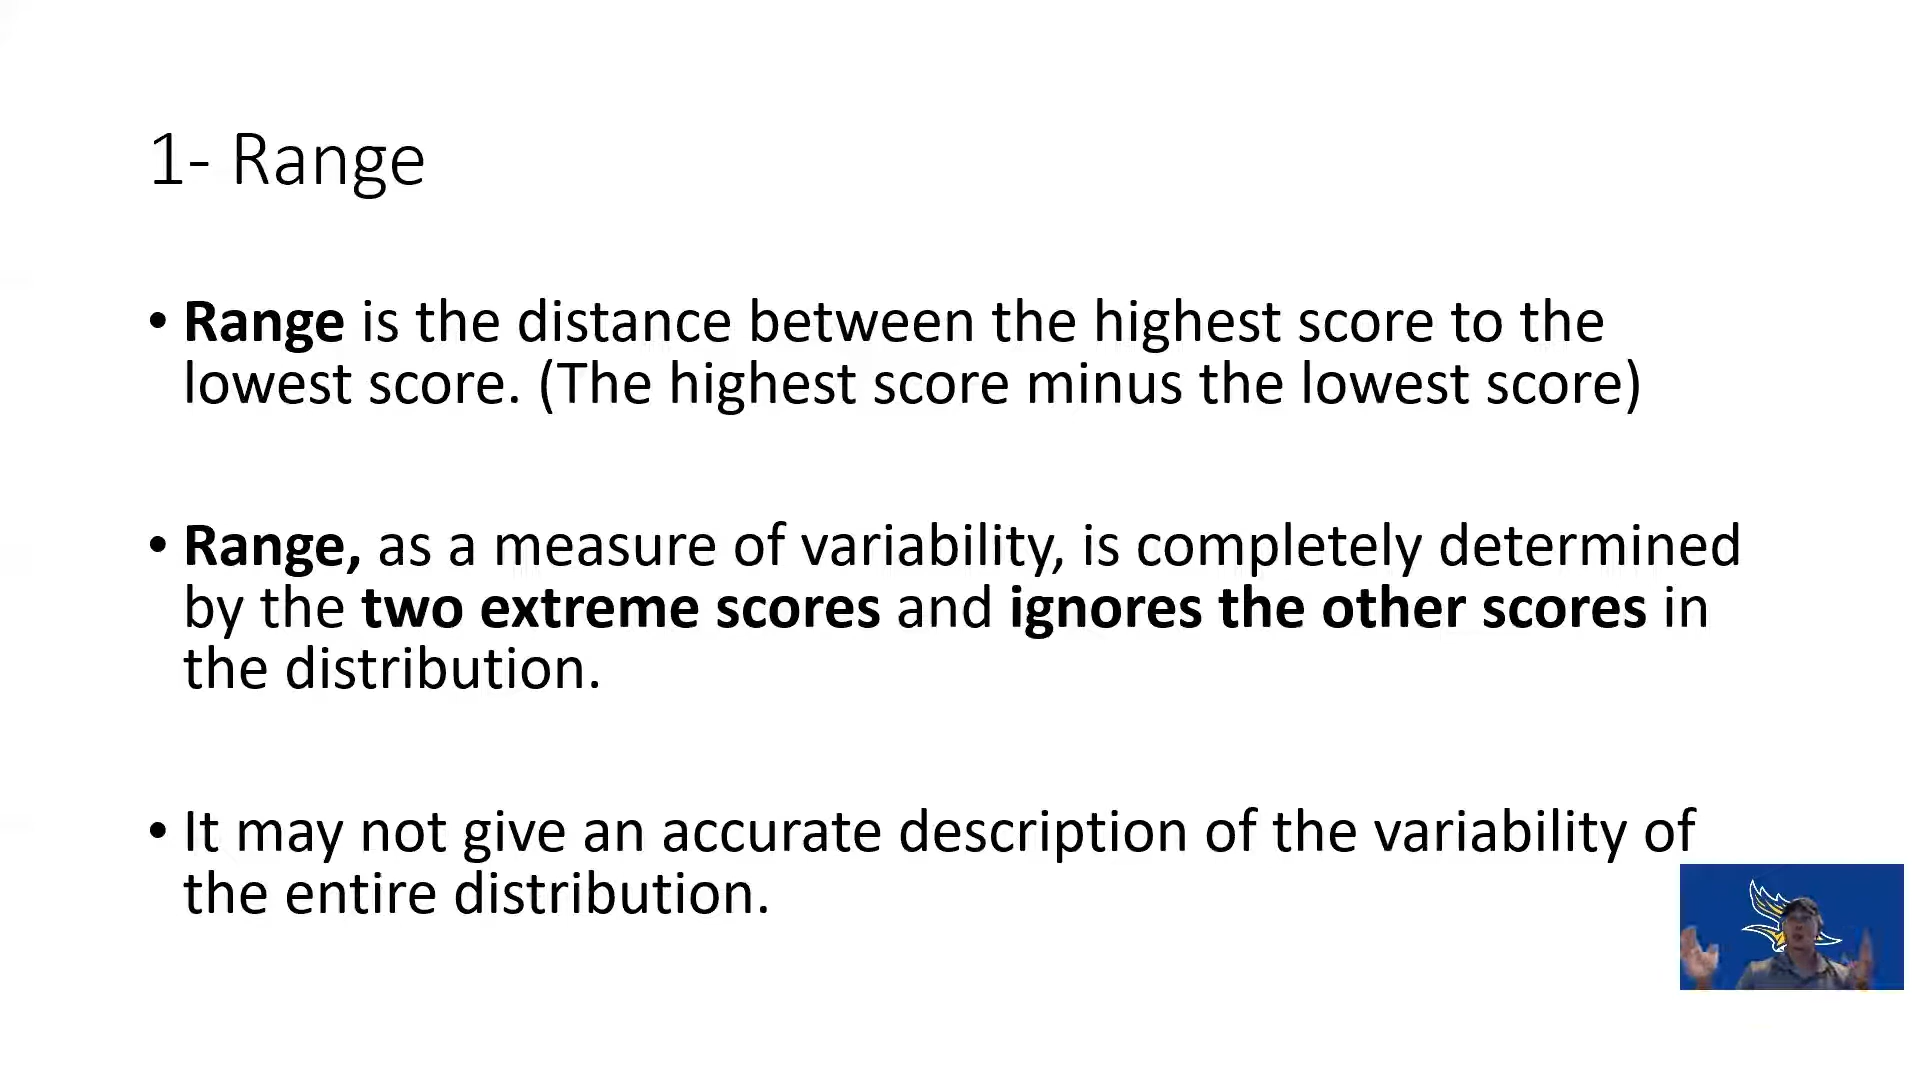 1- Range
• Range is the distance between the highest score to the
lowest score. (The highest score minus the lowest score)
• Range, as a measure of variability, is completely determined
by the two extreme scores and ignores the other scores in
the distribution.
• It may not give an accurate description of the variability of
the entire distribution.